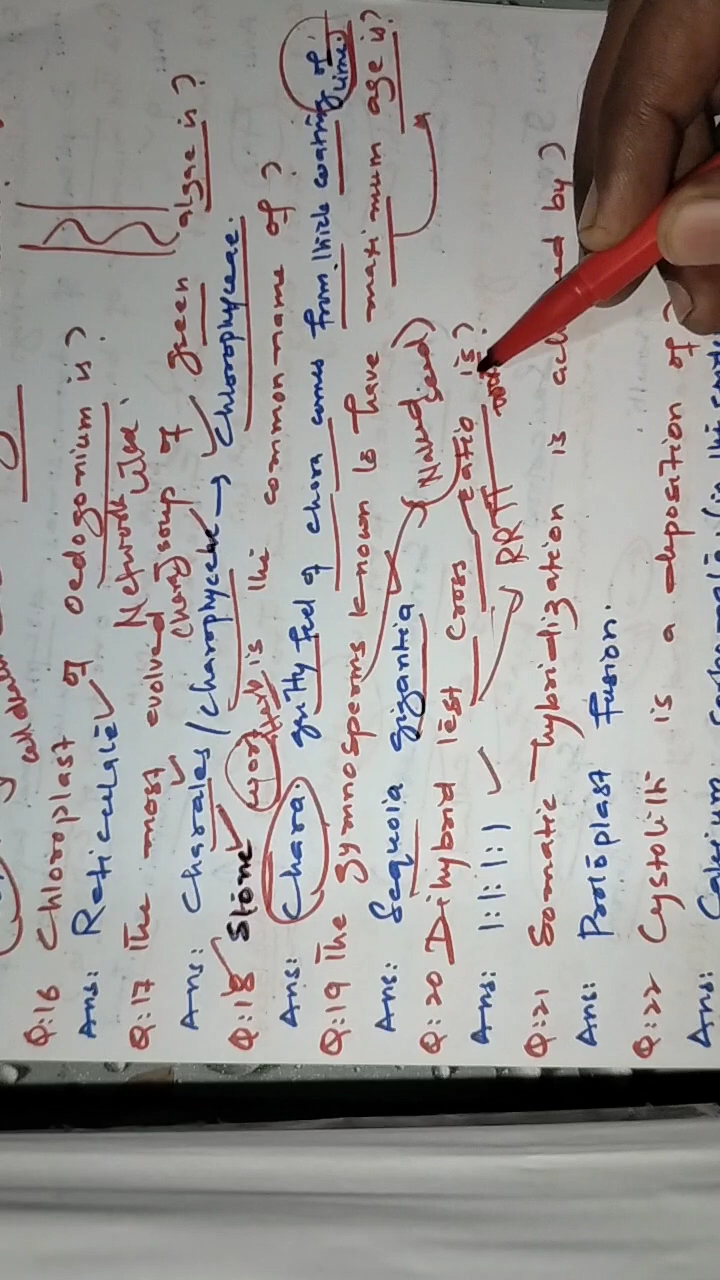 cell
Q:16 Chloroplast of oedogonium is?
Ans: Reticulate Network like.
Q:17 The most evolved group of green algae is?
Ans: Charales / charophyceae → Chlorophyceae.
Q:18 Stone wort is the common name of?
Ans: Chara. of chara comes from thick coating of lime.
Q:19 The gymnosperms known to have maximum age is?
Ans: Sequoia gigantia (Naked seed)
Q:20 Dihybrid test cross ratio is?
Ans: 1:1:1:1
Q:21 Somatic hybridization is by?
Ans: Protoplast Fusion.
Q:22 Cystolith is a deposition of?
Ans: Calcium